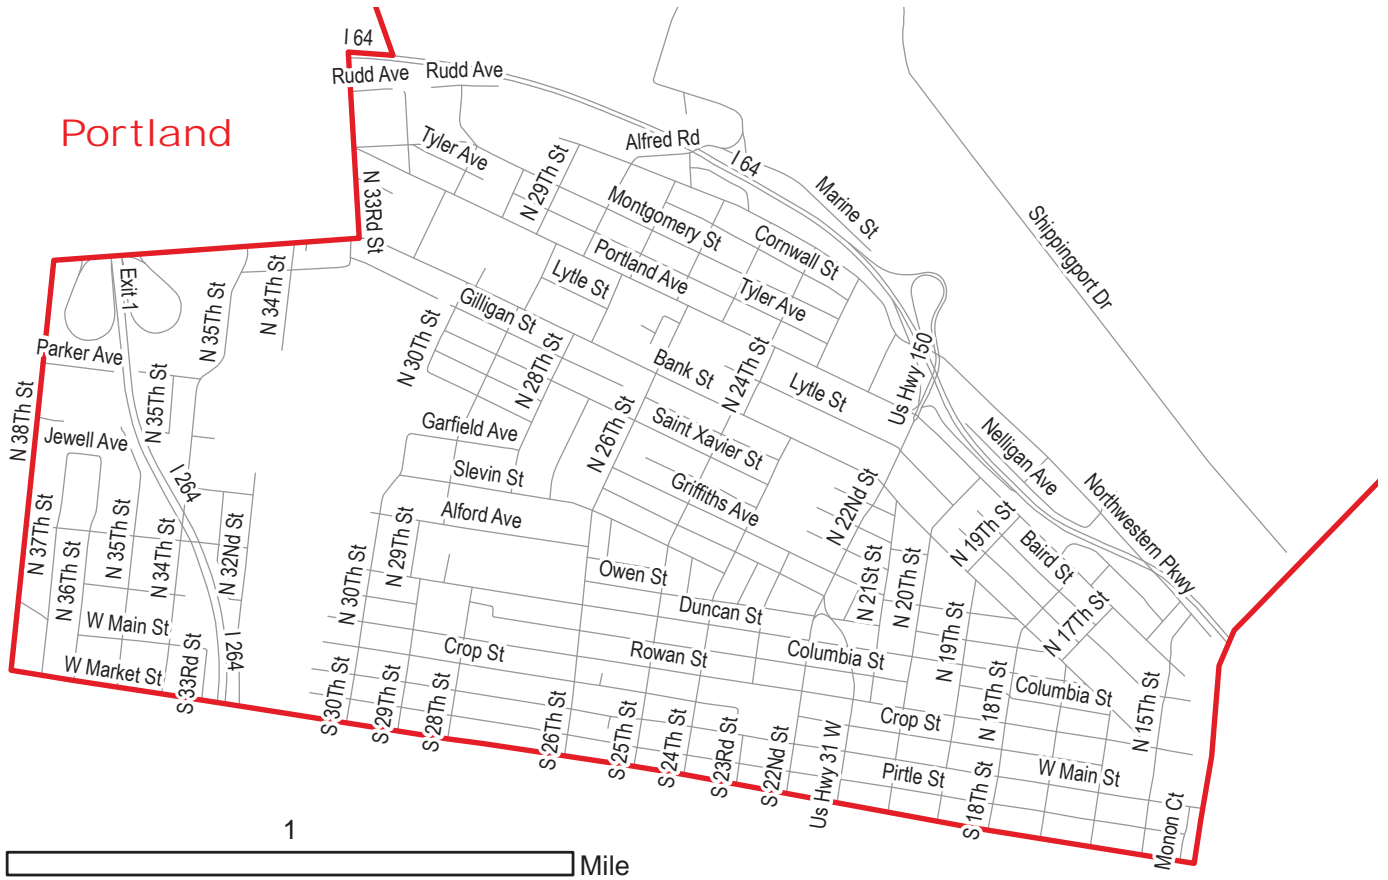 I 64
Rudd Ave
Rudd Ave
Portland
Alfred Rd
Tyler Ave
I 64
N 29Th St
Marine St
N 33Rd St
Montgomery St
Cornwall St
Shippingport Dr
Portland Ave
Lytle St
Tyler Ave
Exit 1
N 35Th St
N 34Th St
Gilligan St
N 30Th St
N 28Th St
Parker Ave
Bank St
N 24Th St
Lytle St
Us Hwy 150
N 38Th St
N 35Th St
Jewell Ave
Garfield Ave
N 26Th St
Saint Xavier St
Nelligan Ave
Slevin St
I 264
Griffiths Ave
N 22Nd St
Northwestern Pkwy
Alford Ave
N 37Th St
N 36Th St
N 35Th St
N 34Th St
N 32Nd St
N 30Th St
N 29Th St
N 19Th St
Baird St
Owen St
N 21St St
N 20Th St
Duncan St
N 17Th St
W Main St
I 264
Crop St
Rowan St
Columbia St
N 19Th St
W Market St
S 33Rd St
Columbia St
N 18Th St
N 15Th St
S 30Th St
S 29Th St
S 28Th St
S 26Th St
S 25Th St
S 24Th St
S 23Rd St
S 22Nd St
Us Hwy 31 W
Crop St
Pirtle St
W Main St
S 18Th St
Monon Ct
1
Mile